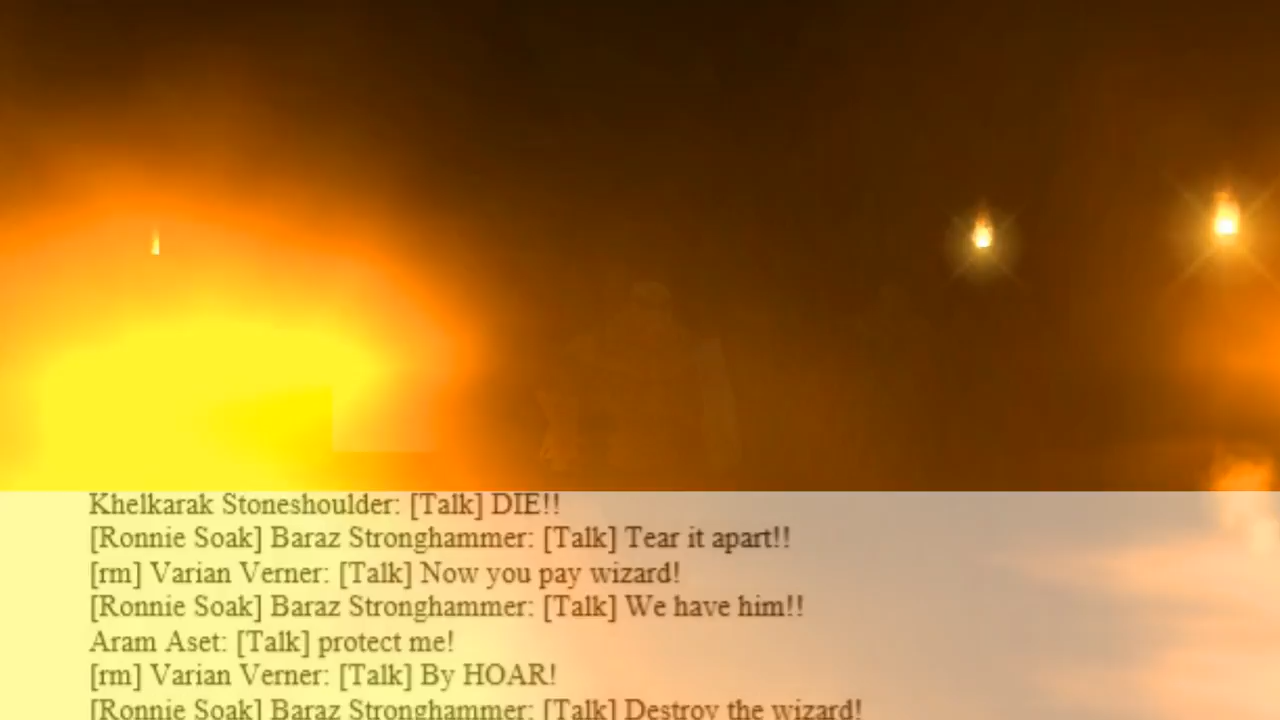 Khelkarak Stoneshoulder: [Talk] DIE!!
[Ronnie Soak] Baraz Stronghammer: [Talk] Tear it apart!!
[rm] Varian Verner: [Talk] Now you pay wizard!
[Ronnie Soak] Baraz Stronghammer: [Talk] We have him!!
Aram Aset: [Talk] protect me!
[rm] Varian Verner: [Talk] By HOAR!
[Ronnie Soak] Baraz Stronghammer: [Talk] Destroy the wizard!